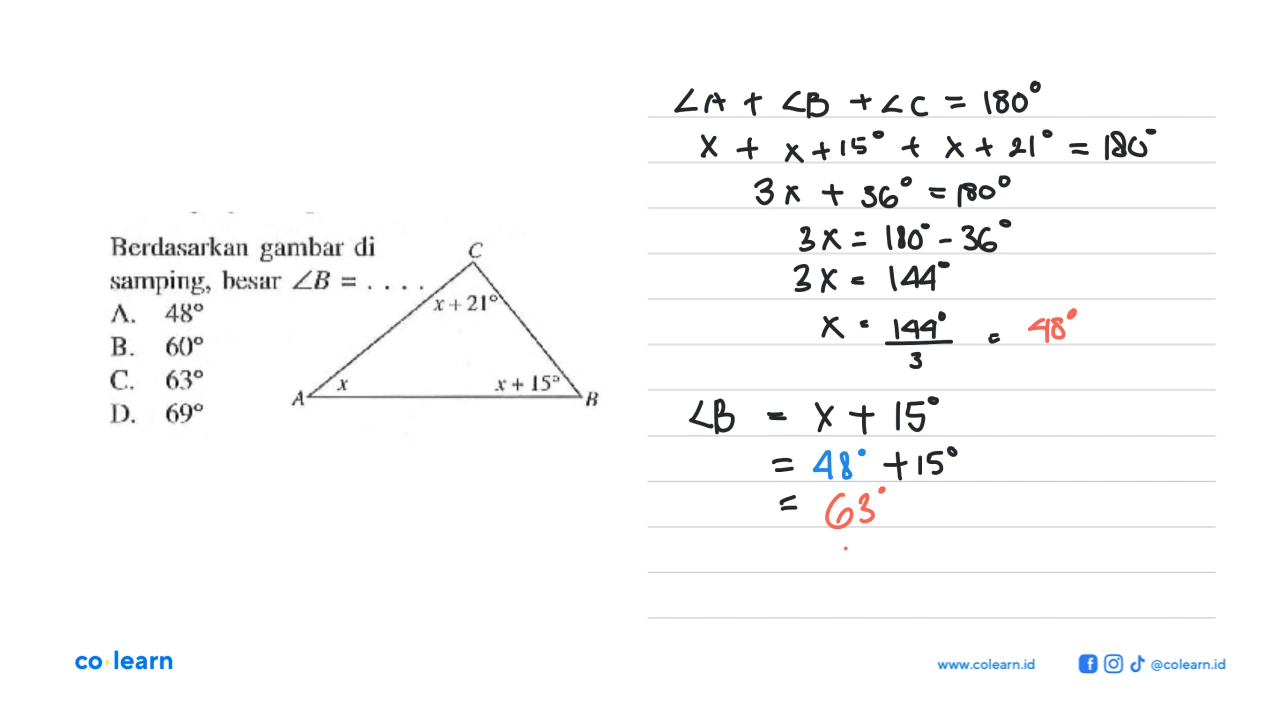 Berdasarkan gambar di
samping, besar ∠B = . . . .
A. 48°
B. 60°
C. 63°
D. 69°
C
x + 21°
A
x
x + 15°
B
∠A + ∠B + ∠C = 180°
x + x + 15° + x + 21° = 180°
3x + 36° = 180°
3x = 180° - 36°
3x = 144°
x = 144°/3 = 48°
∠B = x + 15°
= 48° + 15°
= 63°
co·learn
www.colearn.id
@colearn.id